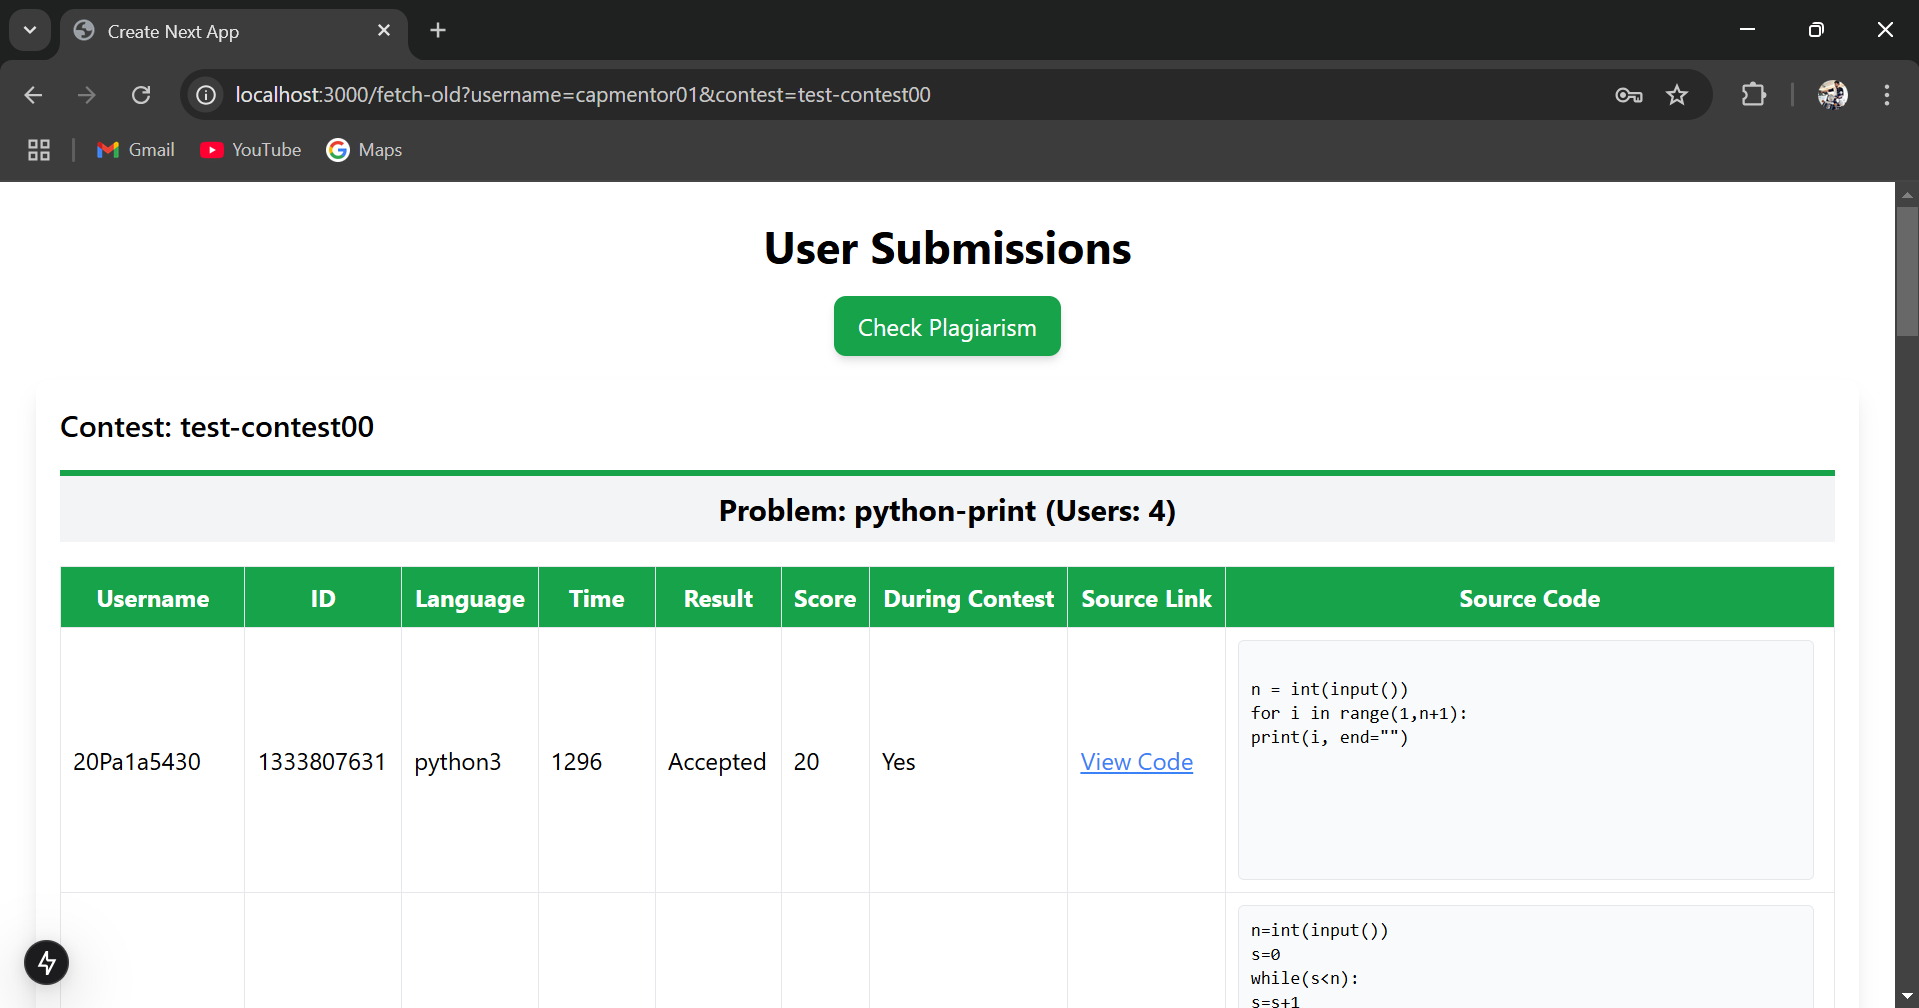 Create Next App
localhost:3000/fetch-old?username=capmentor01&contest=test-contest00
Gmail YouTube Maps
User Submissions
Check Plagiarism
Contest: test-contest00
Problem: python-print (Users: 4)
Username ID Language Time Result Score During Contest Source Link Source Code
20Pa1a5430 1333807631 python3 1296 Accepted 20 Yes View Code
n = int(input())
for i in range(1,n+1):
print(i, end="")
n=int(input())
s=0
while(s<n):
s=s+1